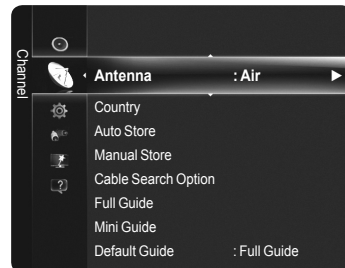 Channel
Antenna : Air
Country
Auto Store
Manual Store
Cable Search Option
Full Guide
Mini Guide
Default Guide : Full Guide